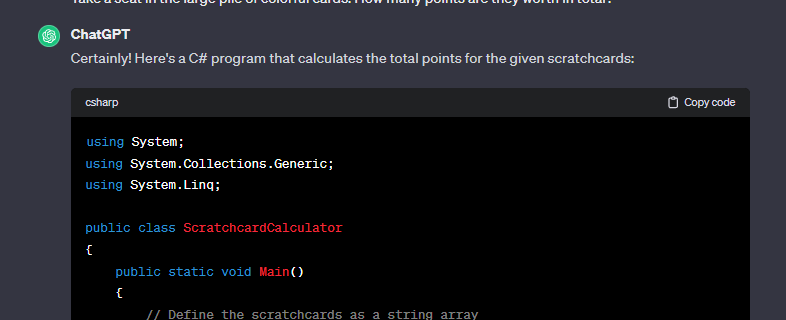 Take a seat in the large pile of colorful cards. How many points are they worth in total?
ChatGPT
Certainly! Here's a C# program that calculates the total points for the given scratchcards:
csharp
Copy code
using System;
using System.Collections.Generic;
using System.Linq;
public class ScratchcardCalculator
{
public static void Main()
{
// Define the scratchcards as a string array